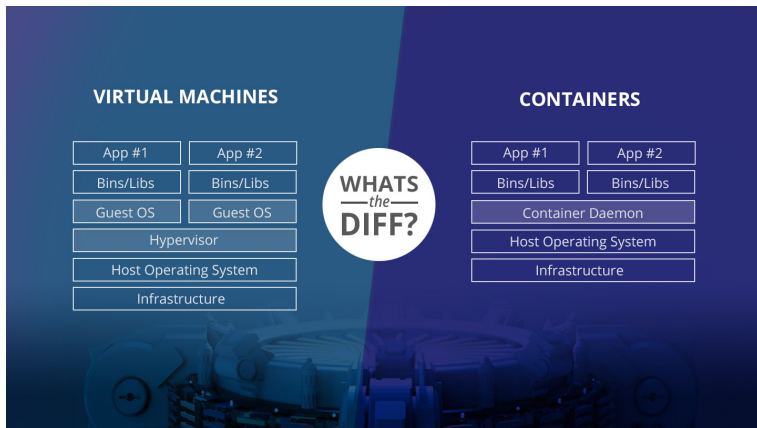 VIRTUAL MACHINES
App #1
App #2
Bins/Libs
Bins/Libs
Guest OS
Guest OS
Hypervisor
Host Operating System
Infrastructure
WHATS
the
DIFF?
CONTAINERS
App #1
App #2
Bins/Libs
Bins/Libs
Container Daemon
Host Operating System
Infrastructure